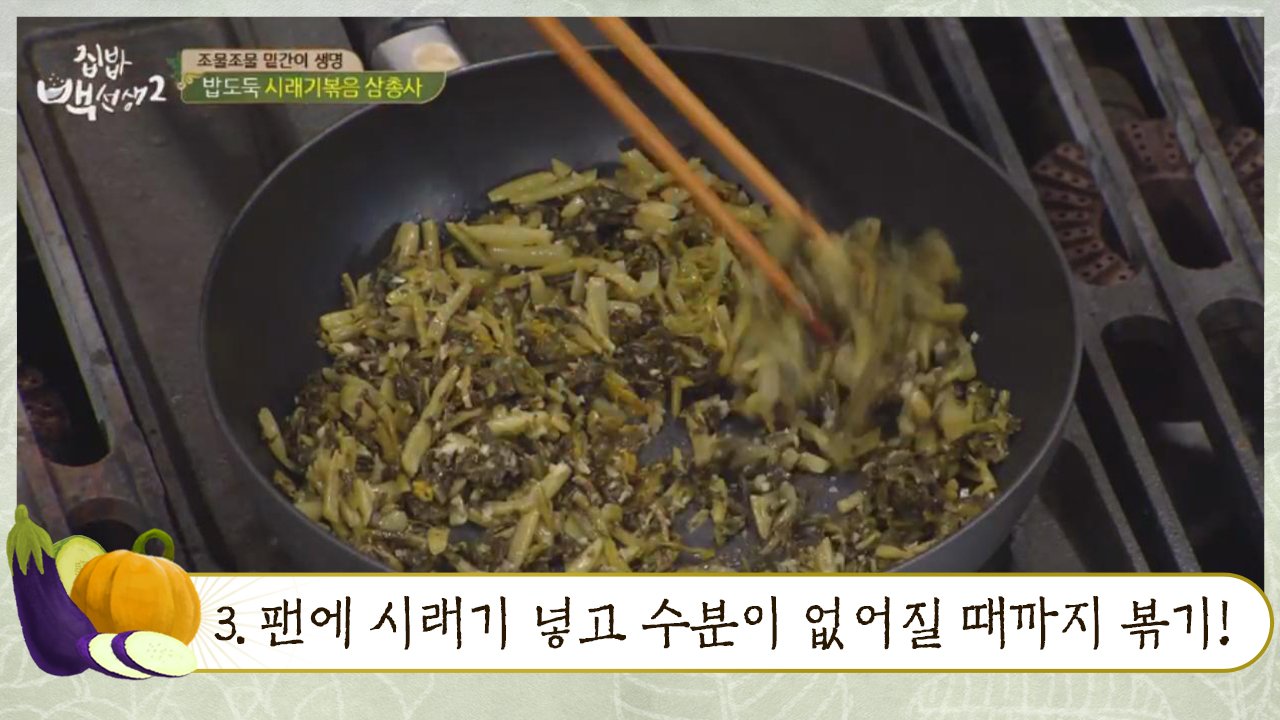 집밥
백선생2
조물조물 밑간이 생명
밥도둑 시래기볶음 삼총사
3. 팬에 시래기 넣고 수분이 없어질 때까지 볶기!